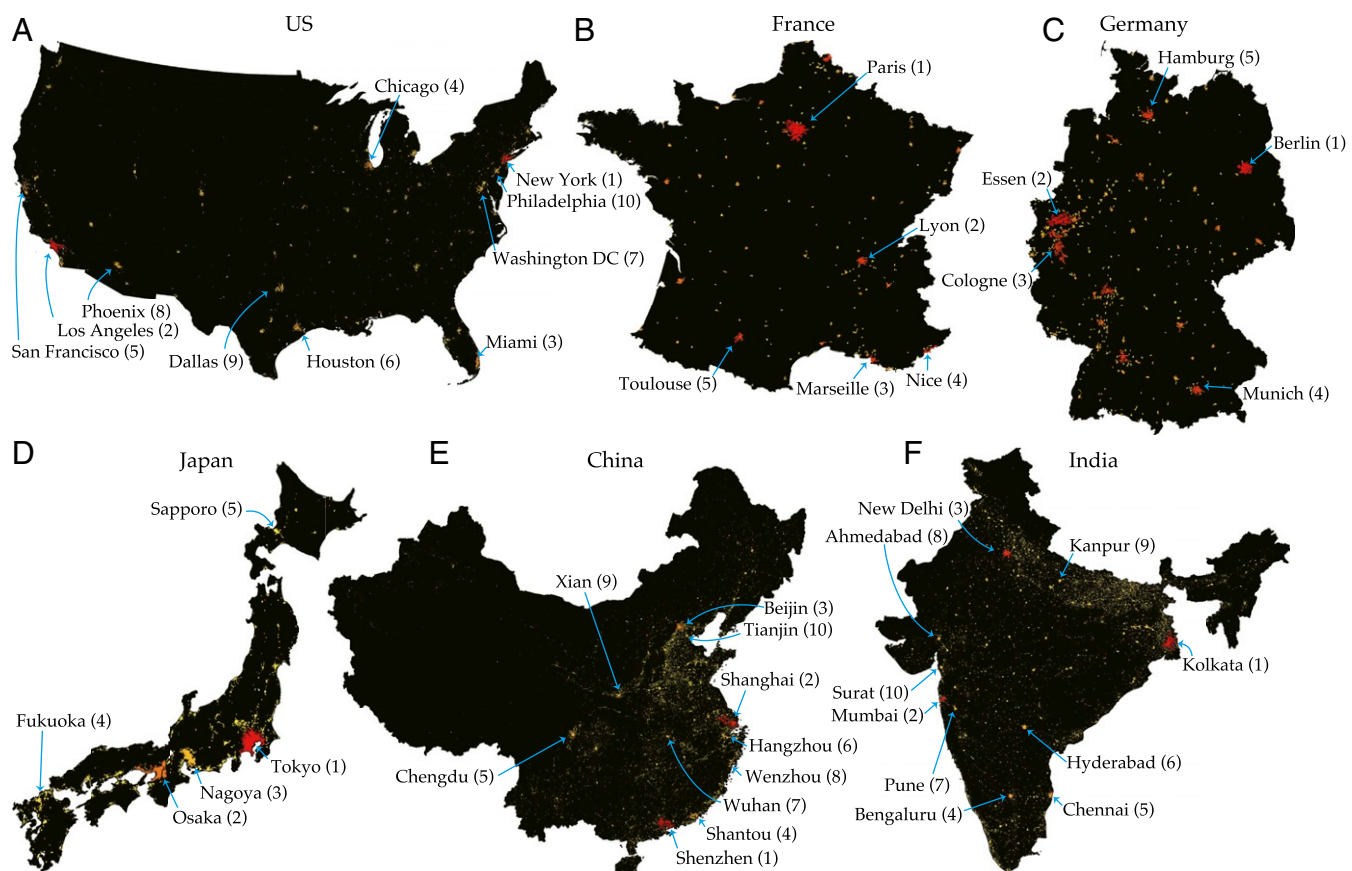 A
US
Chicago (4)
New York (1)
Philadelphia (10)
Washington DC (7)
Phoenix (8)
Los Angeles (2)
San Francisco (5)
Dallas (9)
Houston (6)
Miami (3)
B
France
Paris (1)
Lyon (2)
Toulouse (5)
Marseille (3)
Nice (4)
C
Germany
Hamburg (5)
Berlin (1)
Essen (2)
Cologne (3)
Munich (4)
D
Japan
Sapporo (5)
Fukuoka (4)
Tokyo (1)
Nagoya (3)
Osaka (2)
E
China
Xian (9)
Beijin (3)
Tianjin (10)
Shanghai (2)
Hangzhou (6)
Chengdu (5)
Wenzhou (8)
Wuhan (7)
Shantou (4)
Shenzhen (1)
F
India
New Delhi (3)
Ahmedabad (8)
Kanpur (9)
Kolkata (1)
Surat (10)
Mumbai (2)
Hyderabad (6)
Pune (7)
Bengaluru (4)
Chennai (5)